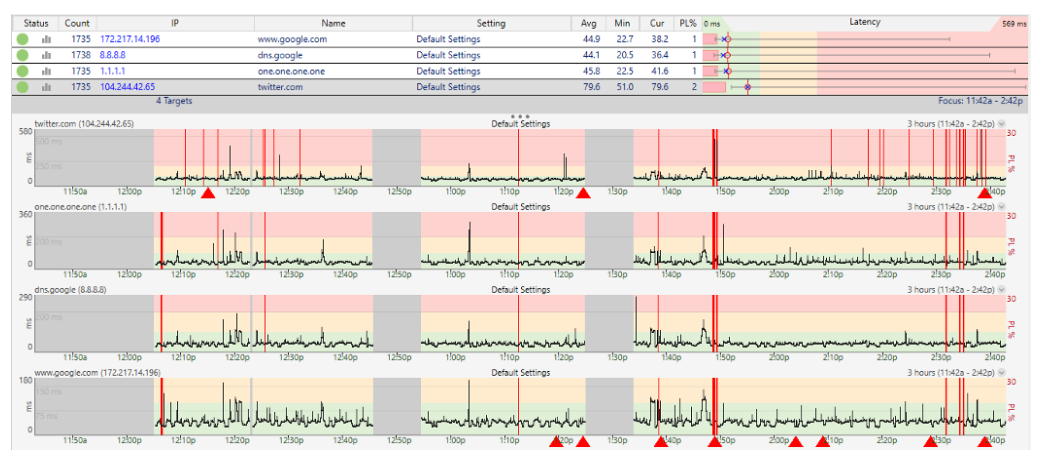 Status Count IP Name Setting Avg Min Cur PL% 0 ms Latency 569 ms
1735 172.217.14.196 www.google.com Default Settings 44.9 22.7 38.2 1
1738 8.8.8.8 dns.google Default Settings 44.1 20.5 36.4 1
1735 1.1.1.1 one.one.one.one Default Settings 45.8 22.5 41.6 1
1735 104.244.42.65 twitter.com Default Settings 79.6 51.0 79.6 2
4 Targets Focus: 11:42a - 2:42p
twitter.com (104.244.42.65) Default Settings 3 hours (11:42a - 2:42p)
580 30
500 ms
ms PL %
150 ms
0
11:50a 12:00p 12:10p 12:20p 12:30p 12:40p 12:50p 1:00p 1:10p 1:20p 1:30p 1:40p 1:50p 2:00p 2:10p 2:20p 2:30p 2:40p
one.one.one.one (1.1.1.1) Default Settings 3 hours (11:42a - 2:42p)
360 30
ms 200 ms PL %
0
11:50a 12:00p 12:10p 12:20p 12:30p 12:40p 12:50p 1:00p 1:10p 1:20p 1:30p 1:40p 1:50p 2:00p 2:10p 2:20p 2:30p 2:40p
dns.google (8.8.8.8) Default Settings 3 hours (11:42a - 2:42p)
290 30
ms 200 ms PL %
0
11:50a 12:00p 12:10p 12:20p 12:30p 12:40p 12:50p 1:00p 1:10p 1:20p 1:30p 1:40p 1:50p 2:00p 2:10p 2:20p 2:30p 2:40p
www.google.com (172.217.14.196) Default Settings 3 hours (11:42a - 2:42p)
160 30
150 ms
ms PL %
75 ms
0
11:50a 12:00p 12:10p 12:20p 12:30p 12:40p 12:50p 1:00p 1:10p 1:20p 1:30p 1:40p 1:50p 2:00p 2:10p 2:20p 2:30p 2:40p